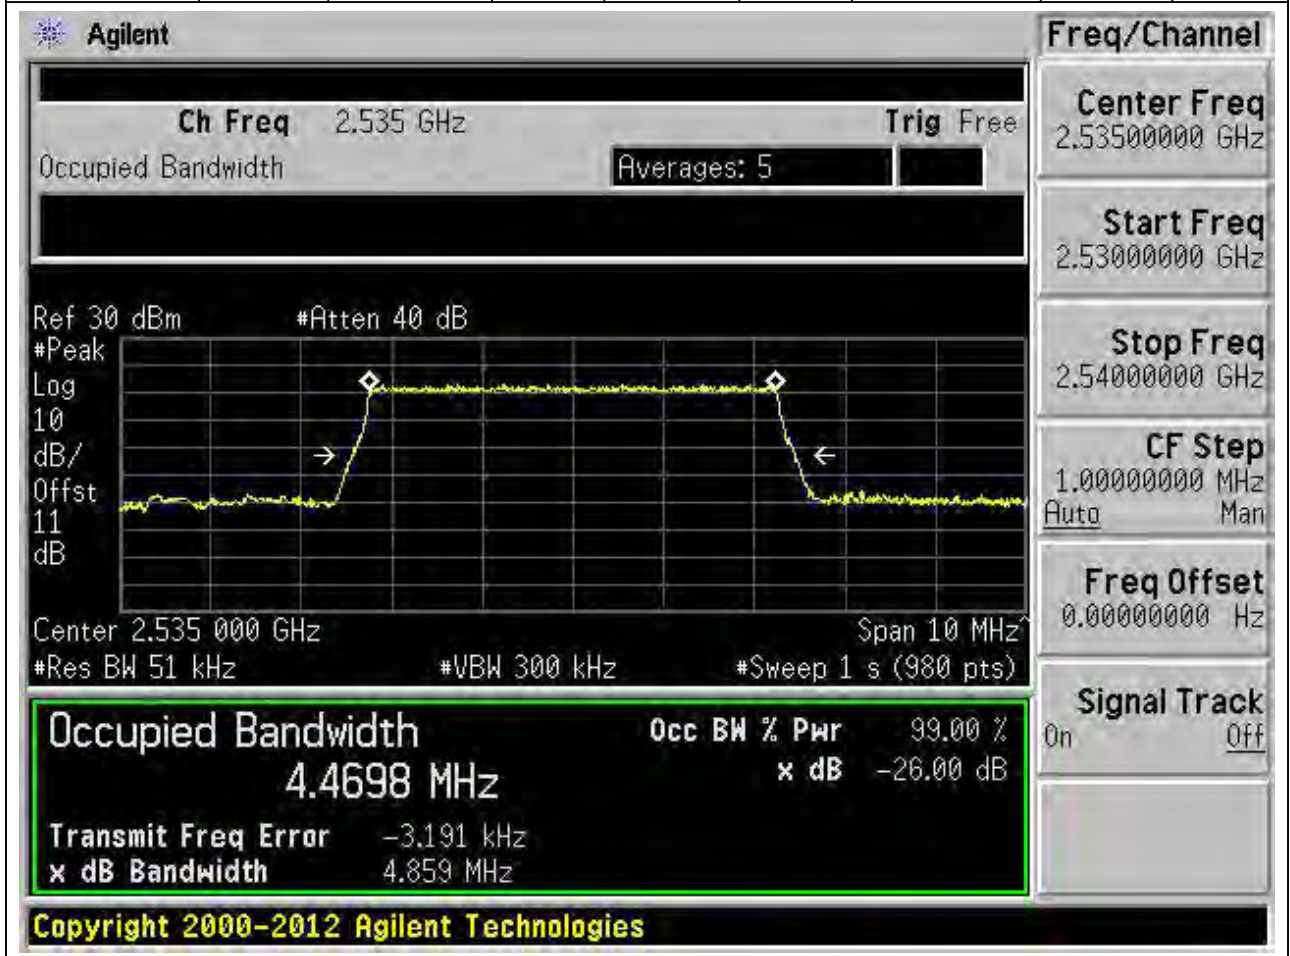 Agilent
Freq/Channel
Ch Freq 2.535 GHz Trig Free
Occupied Bandwidth Averages: 5
Center Freq
2.53500000 GHz
Start Freq
2.53000000 GHz
Stop Freq
2.54000000 GHz
CF Step
1.00000000 MHz
Auto Man
Freq Offset
0.00000000 Hz
Signal Track
On Off
Ref 30 dBm #Atten 40 dB
#Peak
Log
10
dB/
Offst
11
dB
Center 2.535 000 GHz Span 10 MHz^
#Res BW 51 kHz #VBW 300 kHz #Sweep 1 s (980 pts)
Occupied Bandwidth Occ BW % Pwr 99.00 %
4.4698 MHz x dB -26.00 dB
Transmit Freq Error -3.191 kHz
x dB Bandwidth 4.859 MHz
Copyright 2000-2012 Agilent Technologies